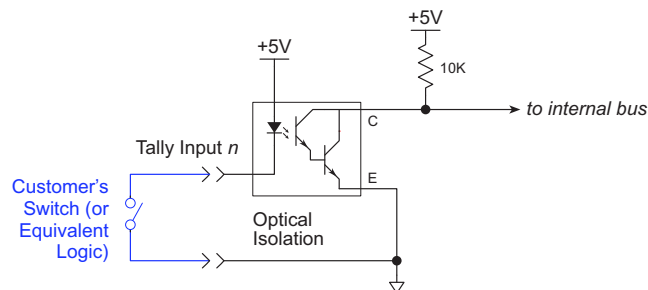 +5V
+5V
10K
C
to internal bus
Tally Input n
E
Customer's
Switch (or
Equivalent
Logic)
Optical
Isolation